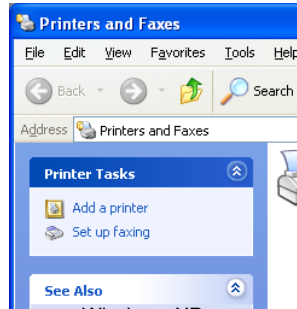 Printers and Faxes
File Edit View Favorites Tools Help
Back Search
Address Printers and Faxes
Printer Tasks
Add a printer
Set up faxing
See Also